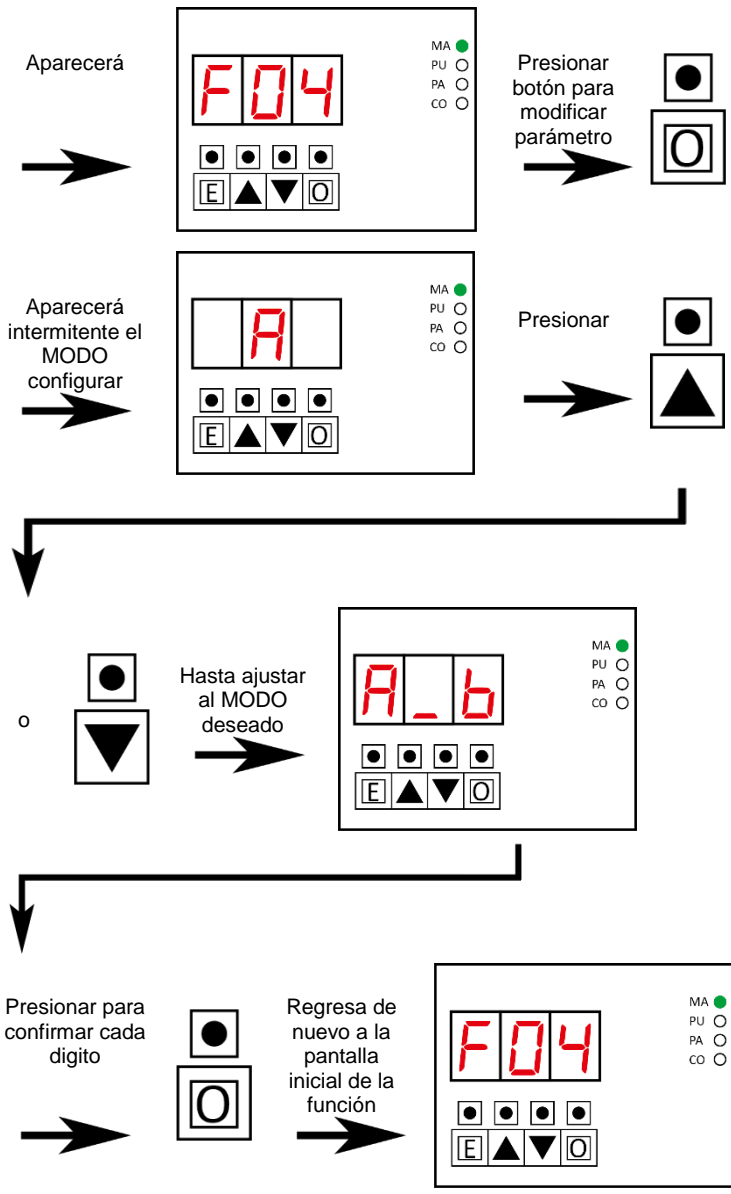 Aparecerá
F04
MA
PU
PA
CO
E
O
Presionar
botón para
modificar
parámetro
O
Aparecerá
intermitente el
MODO
configurar
A
MA
PU
PA
CO
E
O
Presionar
o
Hasta ajustar
al MODO
deseado
A_b
MA
PU
PA
CO
E
O
Presionar para
confirmar cada
digito
O
Regresa de
nuevo a la
pantalla
inicial de la
función
F04
MA
PU
PA
CO
E
O